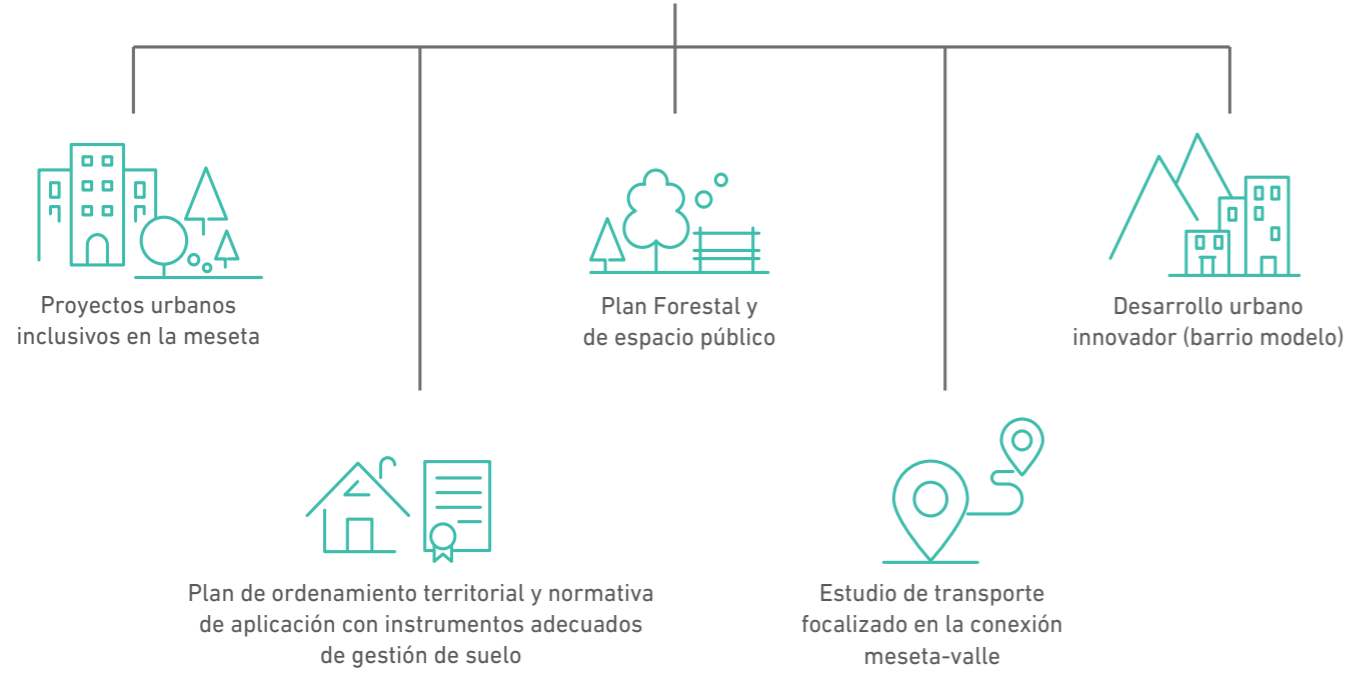 Proyectos urbanos
inclusivos en la meseta
Plan Forestal y
de espacio público
Desarrollo urbano
innovador (barrio modelo)
Plan de ordenamiento territorial y normativa
de aplicación con instrumentos adecuados
de gestión de suelo
Estudio de transporte
focalizado en la conexión
meseta-valle